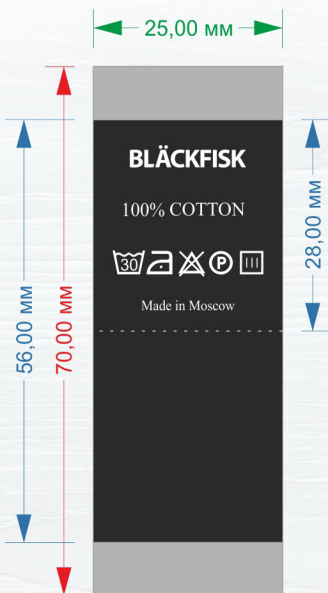 25,00 мм
BLÄCKFISK
100% COTTON
30
P
Made in Moscow
56,00 мм
70,00 мм
28,00 мм